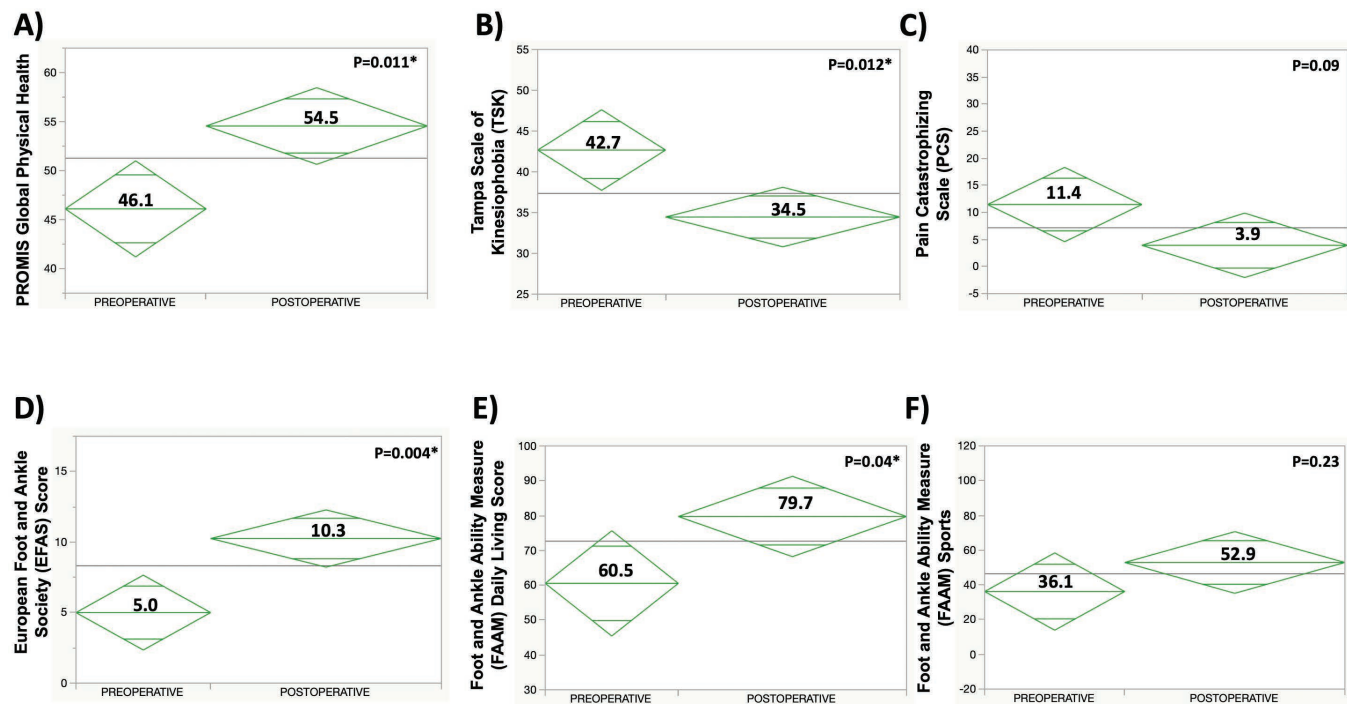 A)
PROMIS Global Physical Health
60
55
50
45
40
P=0.011*
46.1
54.5
PREOPERATIVE
POSTOPERATIVE
B)
Tampa Scale of
Kinesiophobia (TSK)
55
50
45
40
35
30
25
P=0.012*
42.7
34.5
PREOPERATIVE
POSTOPERATIVE
C)
Pain Catastrophizing
Scale (PCS)
40
35
30
25
20
15
10
5
0
-5
P=0.09
11.4
3.9
PREOPERATIVE
POSTOPERATIVE
D)
European Foot and Ankle
Society (EFAS) Score
15
10
5
0
P=0.004*
5.0
10.3
PREOPERATIVE
POSTOPERATIVE
E)
Foot and Ankle Ability Measure
(FAAM) Daily Living Score
100
90
80
70
60
50
40
30
P=0.04*
60.5
79.7
PREOPERATIVE
POSTOPERATIVE
F)
Foot and Ankle Ability Measure
(FAAM) Sports
120
100
80
60
40
20
0
-20
P=0.23
36.1
52.9
PREOPERATIVE
POSTOPERATIVE